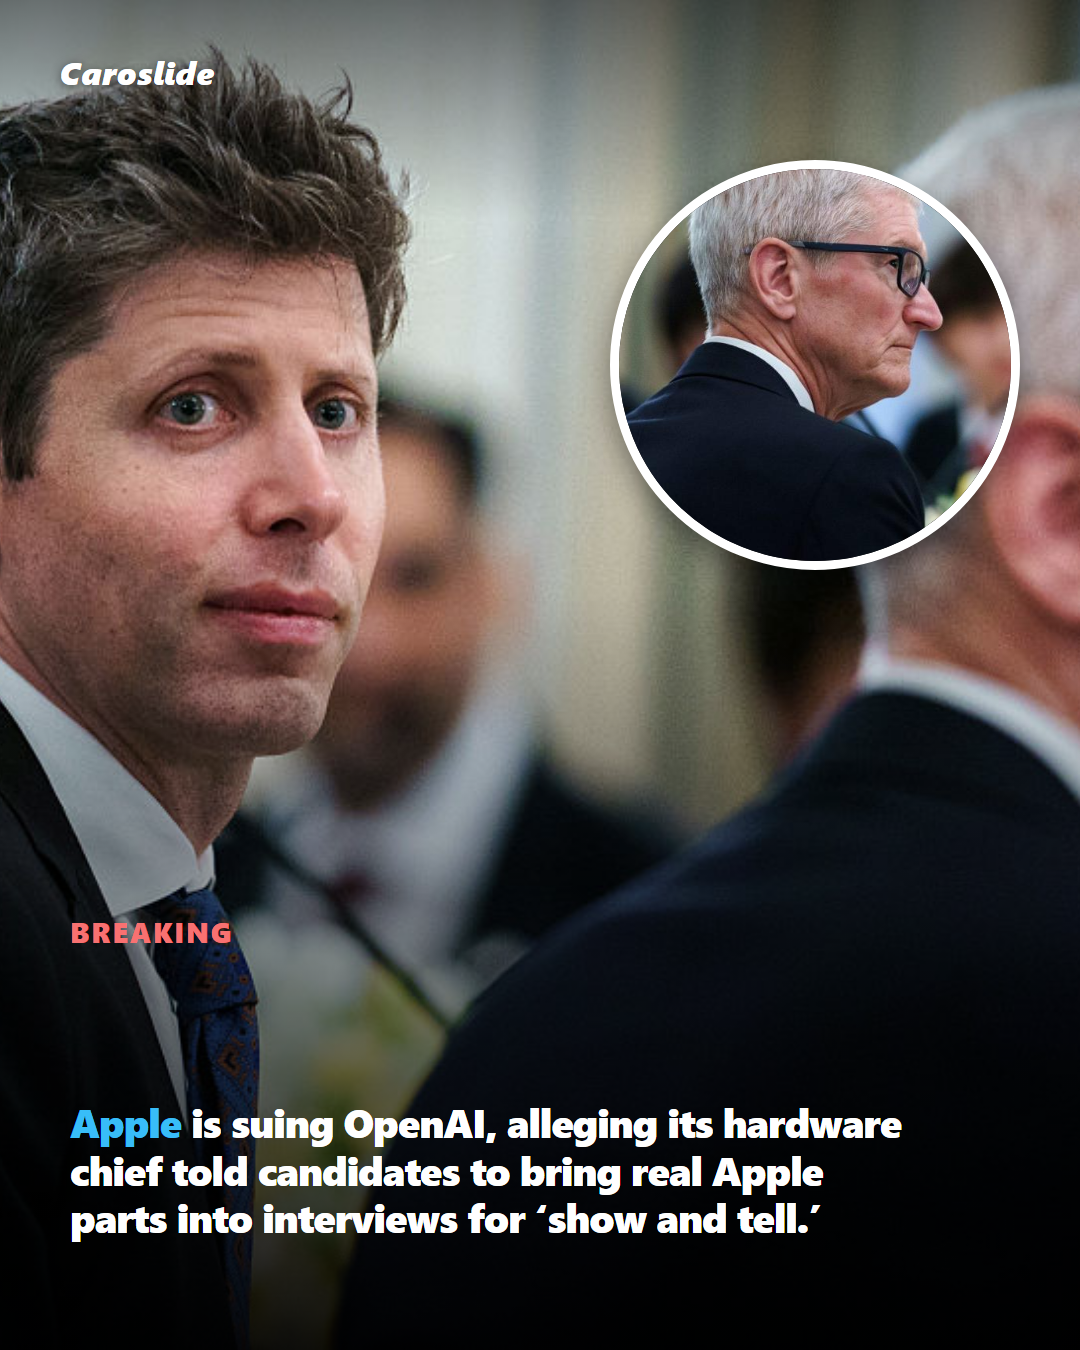 Caroslide
BREAKING
Apple is suing OpenAI, alleging its hardware
chief told candidates to bring real Apple
parts into interviews for ‘show and tell.’